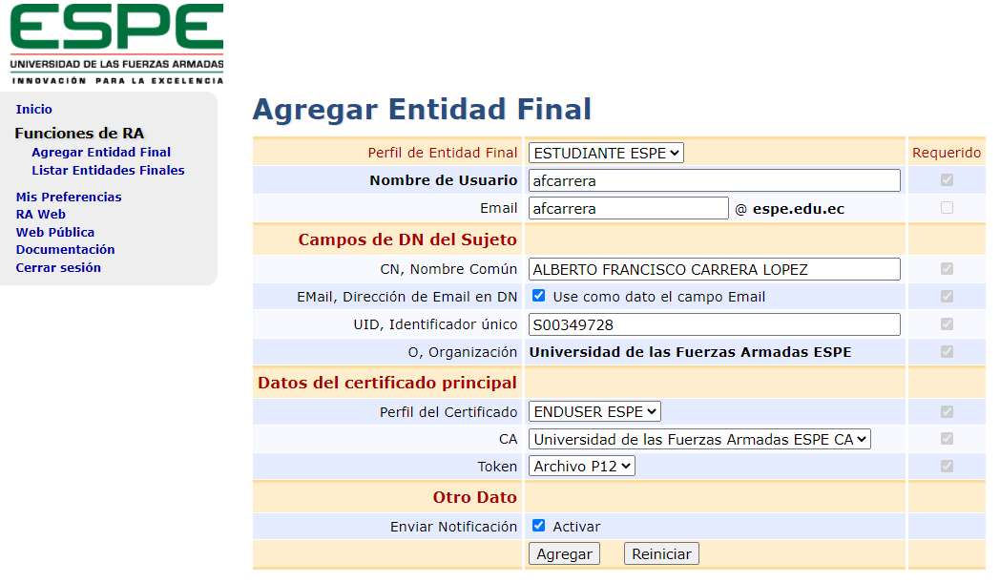 ESPE
UNIVERSIDAD DE LAS FUERZAS ARMADAS
INNOVACIÓN PARA LA EXCELENCIA
Inicio
Funciones de RA
Agregar Entidad Final
Listar Entidades Finales
Mis Preferencias
RA Web
Web Pública
Documentación
Cerrar sesión
Agregar Entidad Final
Perfil de Entidad Final ESTUDIANTE ESPE Requerido
Nombre de Usuario afcarrera
Email afcarrera @ espe.edu.ec
Campos de DN del Sujeto
CN, Nombre Común ALBERTO FRANCISCO CARRERA LOPEZ
EMail, Dirección de Email en DN Use como dato el campo Email
UID, Identificador único S00349728
O, Organización Universidad de las Fuerzas Armadas ESPE
Datos del certificado principal
Perfil del Certificado ENDUSER ESPE
CA Universidad de las Fuerzas Armadas ESPE CA
Token Archivo P12
Otro Dato
Enviar Notificación Activar
Agregar Reiniciar